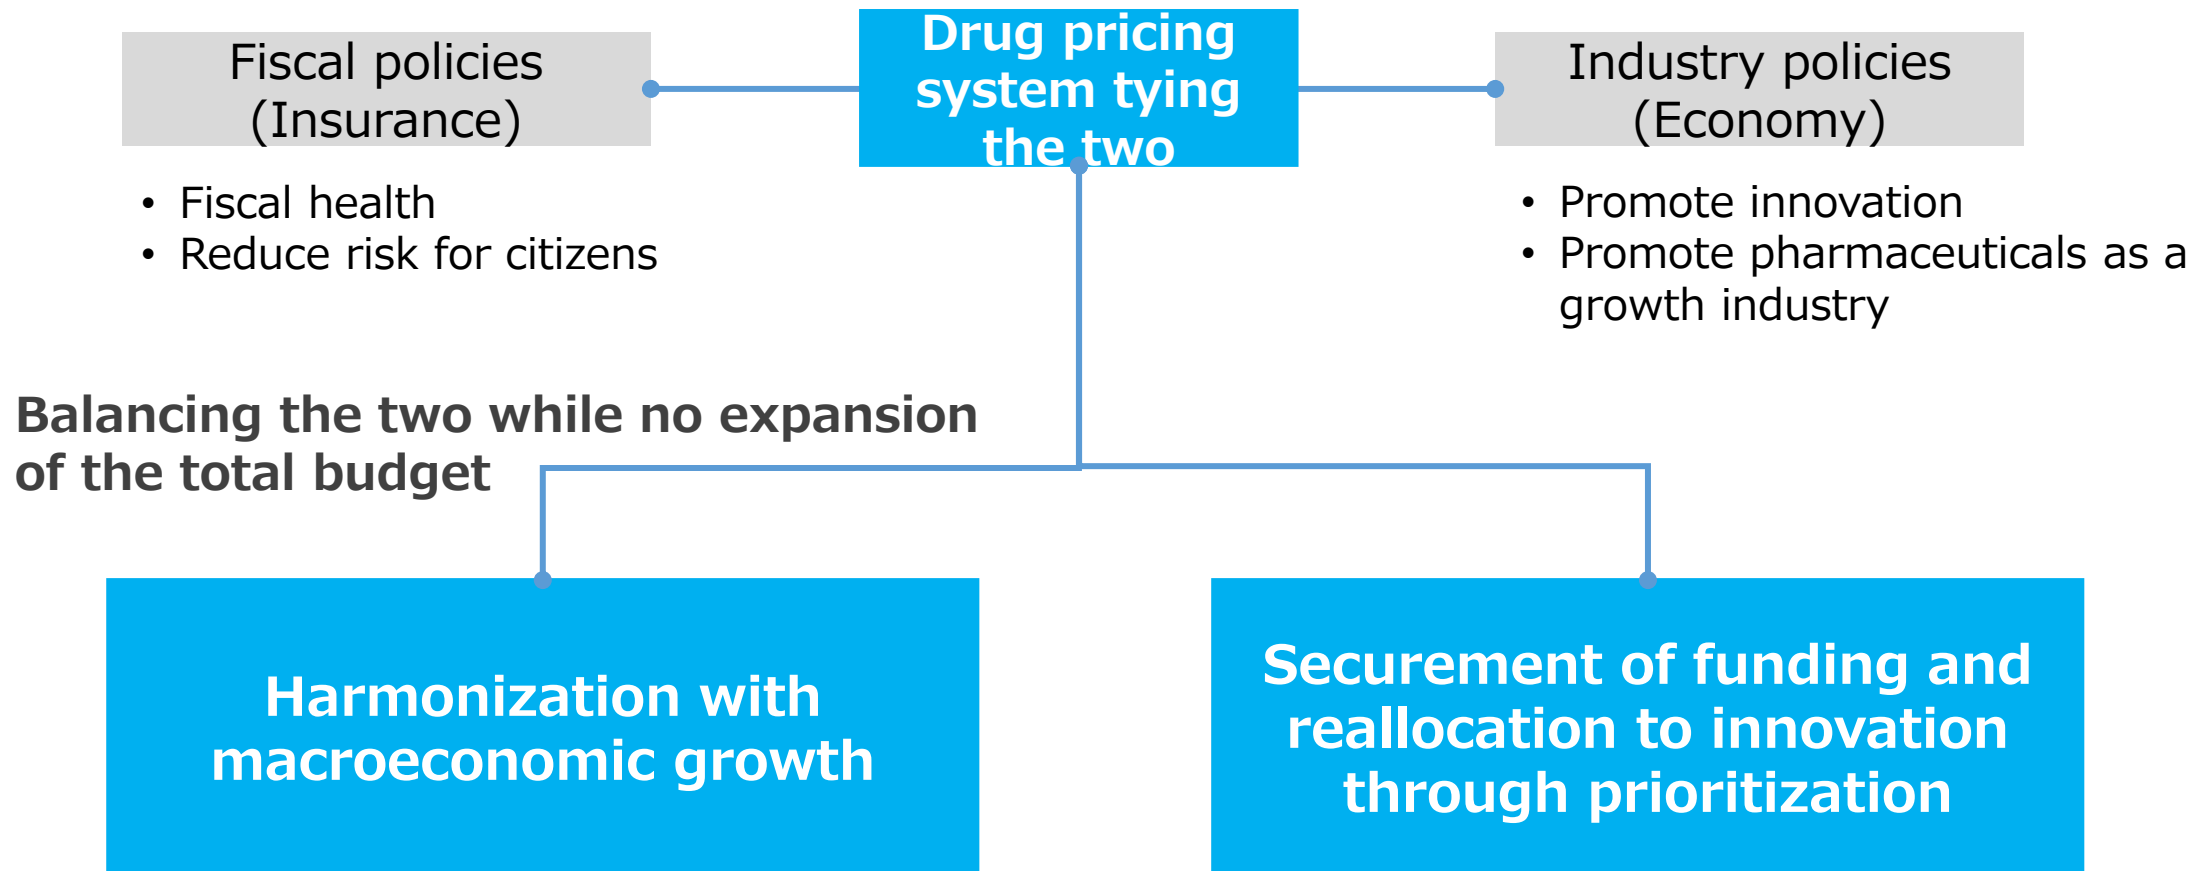 Fiscal policies
(Insurance)
Drug pricing
system tying
the two
Industry policies
(Economy)
• Fiscal health
• Reduce risk for citizens
• Promote innovation
• Promote pharmaceuticals as a
growth industry
Balancing the two while no expansion
of the total budget
Harmonization with
macroeconomic growth
Securement of funding and
reallocation to innovation
through prioritization